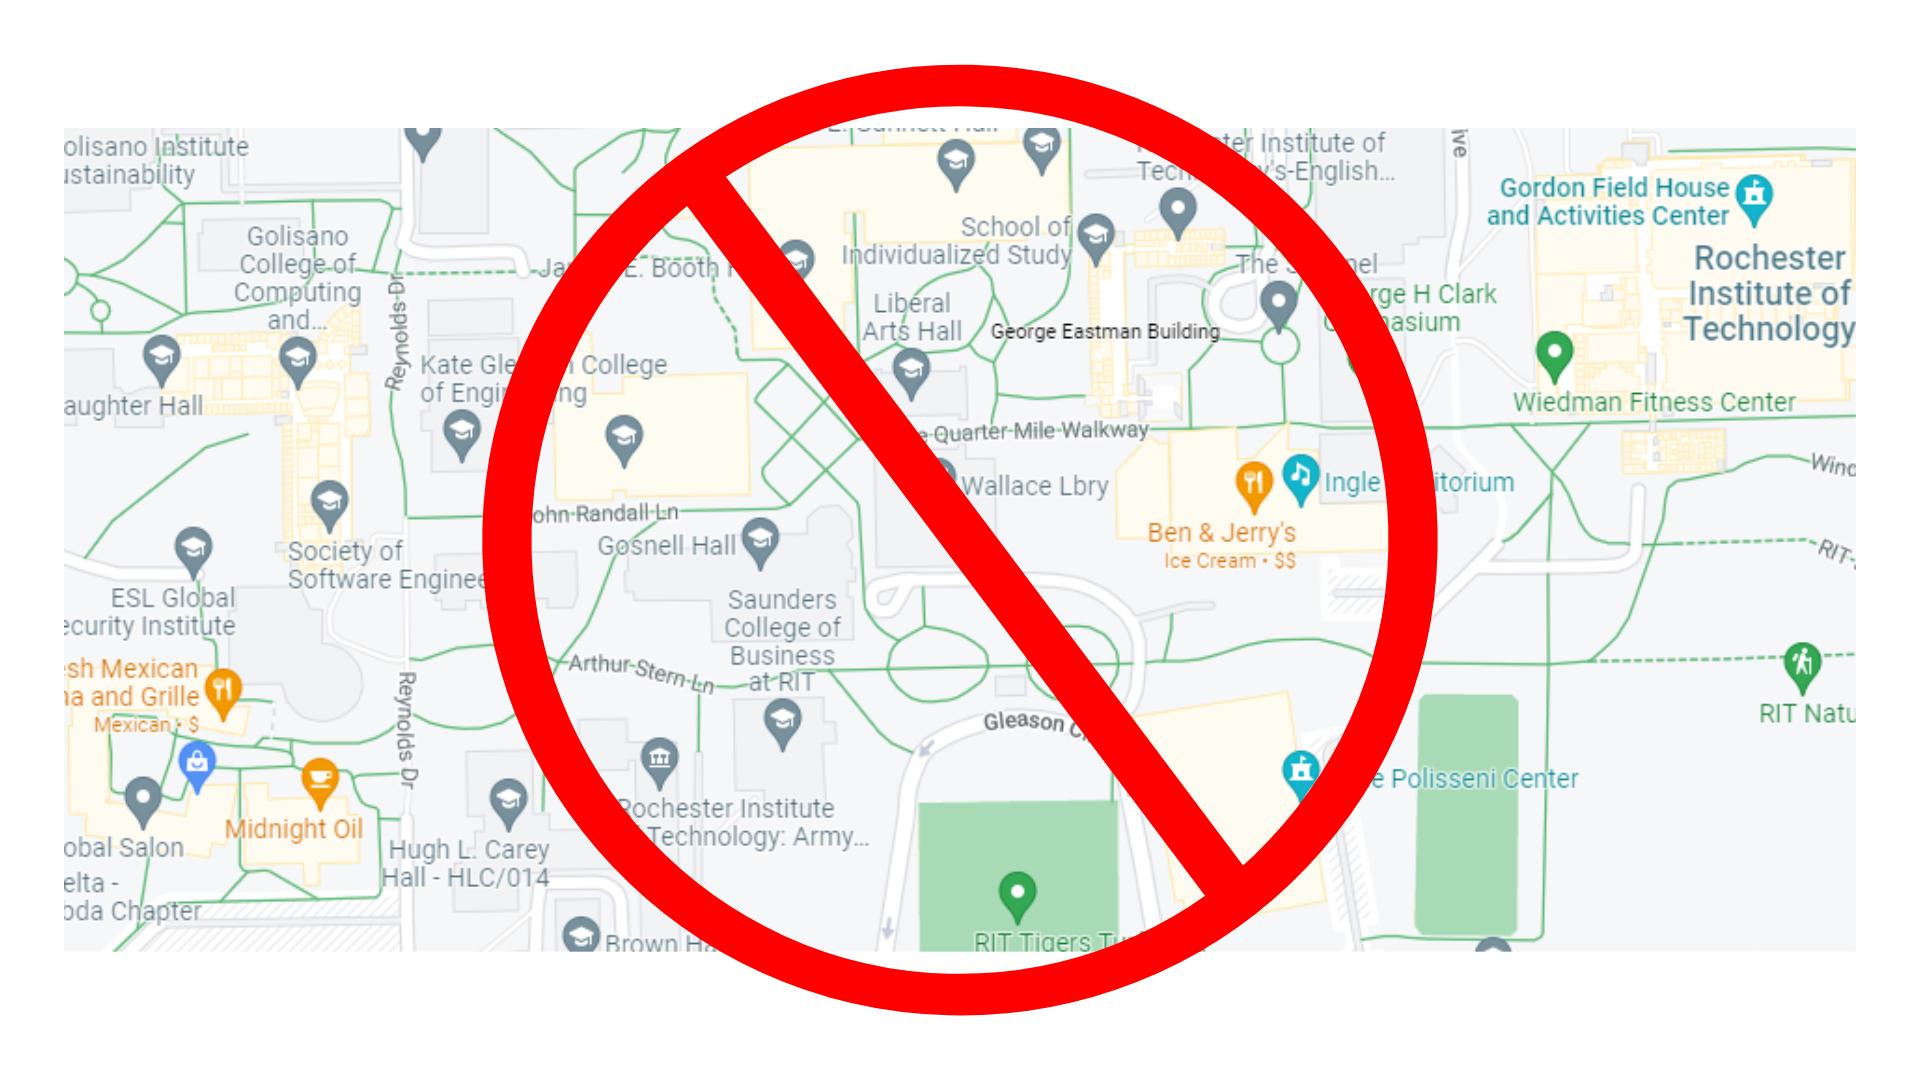 olisano Institute
ustainability
Golisano
College of
Computing
and...
Reynolds Dr
aughter Hall
Kate Gle College
of Engi ing
E. Booth
School of
Individualized Study
Liberal
Arts Hall
George Eastman Building
ter Institute of
Tec y's-English...
The S nel
rge H Clark
nasium
ive
Gordon Field House
and Activities Center
Rochester
Institute of
Technology
Wiedman Fitness Center
e Quarter Mile Walkway
Wallace Lbry
Ingle itorium
Ben & Jerry's
Ice Cream • $$
Wind
RIT
ohn Randall Ln
Gosnell Hall
Society of
Software Enginee
ESL Global
ecurity Institute
Saunders
College of
Business
at RIT
Arthur Stern Ln
esh Mexican
na and Grille
Mexican • $
Reynolds Dr
Gleason C
RIT Natu
e Polisseni Center
Midnight Oil
obal Salon
elta -
bda Chapter
Hugh L. Carey
Hall - HLC/014
Rochester Institute
Technology: Army...
Brown Ha
RIT Tigers Tu